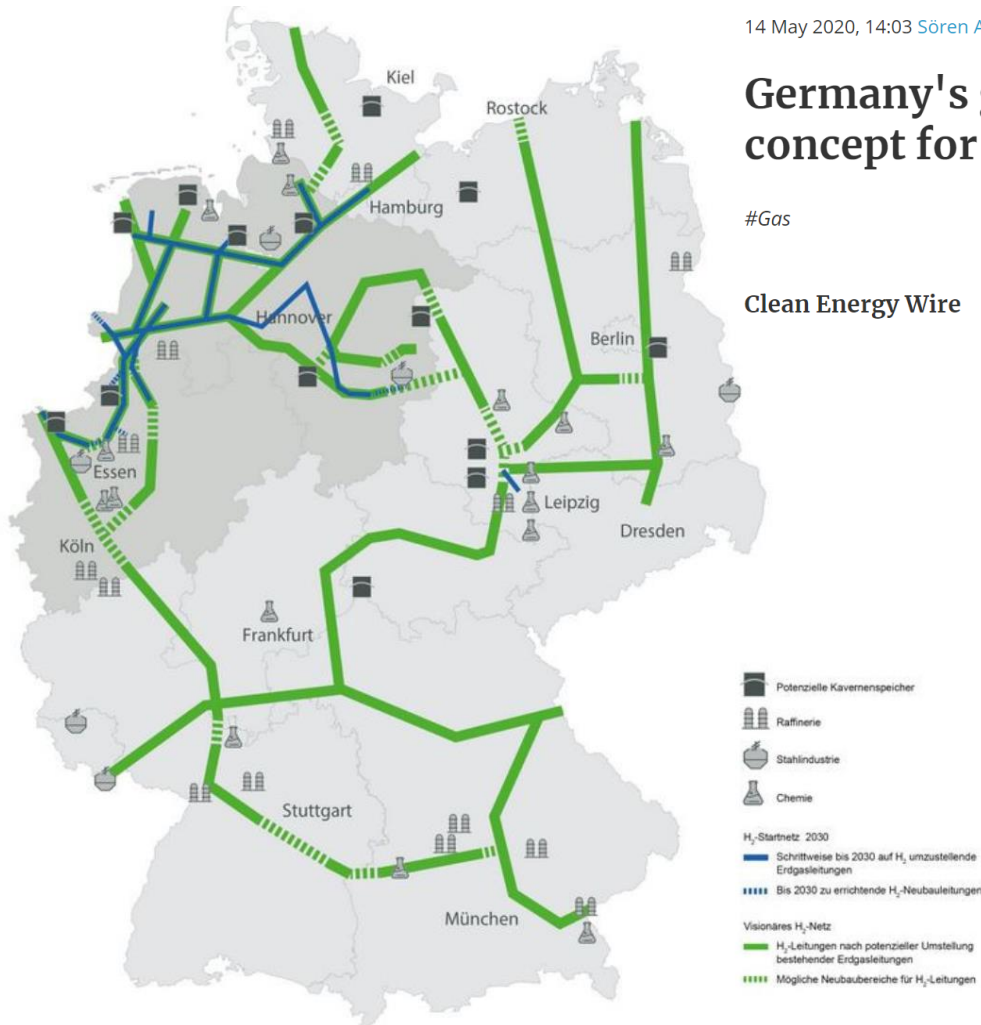 14 May 2020, 14:03 Sören
Germany's
concept for
#Gas
Clean Energy Wire
Kiel
Rostock
Hamburg
Hannover
Berlin
Essen
Leipzig
Köln
Dresden
Frankfurt
Stuttgart
München
Potenzielle Kavernenspeicher
Raffinerie
Stahlindustrie
Chemie
H₂-Startnetz 2030
Schrittweise bis 2030 auf H₂ umzustellende
Erdgasleitungen
Bis 2030 zu errichtende H₂-Neubauleitungen
Visionäres H₂-Netz
H₂-Leitungen nach potenzieller Umstellung
bestehender Erdgasleitungen
Mögliche Neubaubereiche für H₂-Leitungen